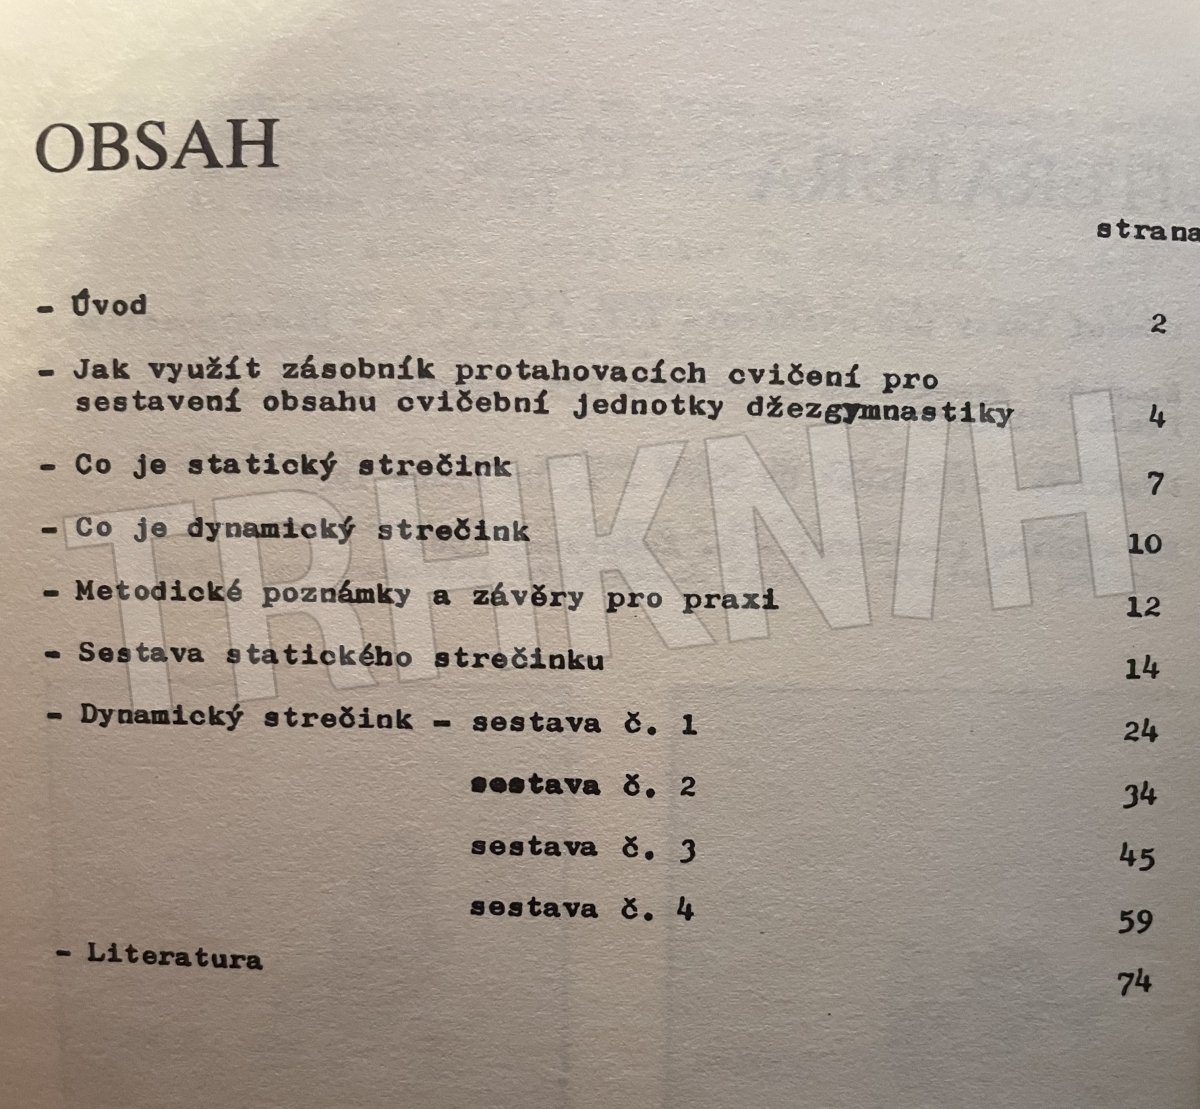 OBSAH
strana
- Úvod 2
- Jak využít zásobník protahovacích cvičení pro
sestavení obsahu cvičební jednotky džezgymnastiky 4
- Co je statický strečink 7
- Co je dynamický strečink 10
- Metodické poznámky a závěry pro praxi 12
- Sestava statického strečinku 14
- Dynamický strečink - sestava č. 1 24
sestava č. 2 34
sestava č. 3 45
sestava č. 4 59
- Literatura 74
TRHKNIH